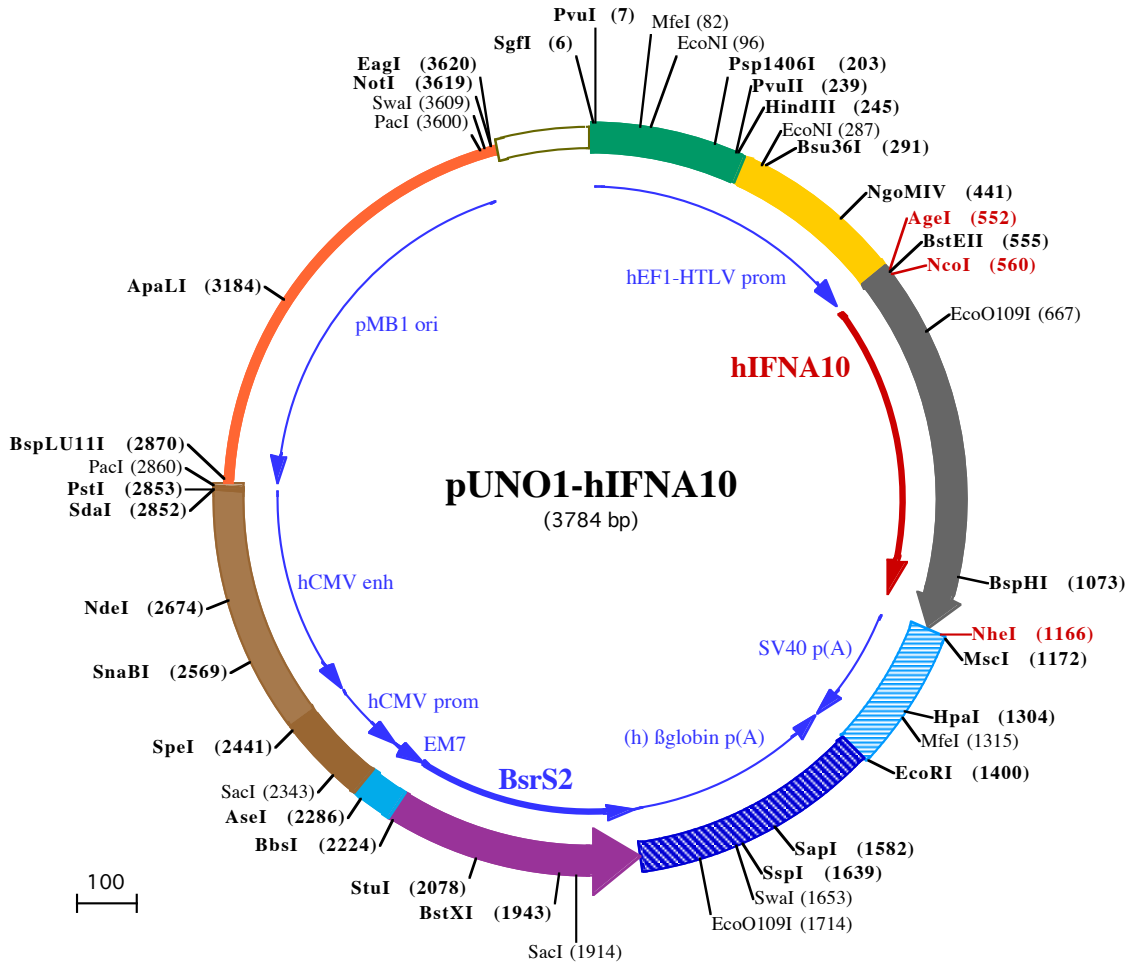 PvuI (7)
MfeI (82)
SgfI (6)
EcoNI (96)
EagI (3620)
Psp1406I (203)
NotI (3619)
PvuII (239)
SwaI (3609)
HindIII (245)
PacI (3600)
EcoNI (287)
Bsu36I (291)
NgoMIV (441)
AgeI (552)
BstEII (555)
NcoI (560)
hEF1-HTLV prom
ApaLI (3184)
EcoO109I (667)
pMB1 ori
hIFNA10
BspLU11I (2870)
PacI (2860)
PstI (2853)
SdaI (2852)
pUNO1-hIFNA10
(3784 bp)
hCMV enh
BspHI (1073)
NdeI (2674)
NheI (1166)
SV40 p(A)
MscI (1172)
SnaBI (2569)
hCMV prom
HpaI (1304)
SpeI (2441)
EM7
(h) ßglobin p(A)
MfeI (1315)
EcoRI (1400)
BsrS2
SacI (2343)
AseI (2286)
BbsI (2224)
SapI (1582)
SspI (1639)
100
StuI (2078)
SwaI (1653)
BstXI (1943)
EcoO109I (1714)
SacI (1914)